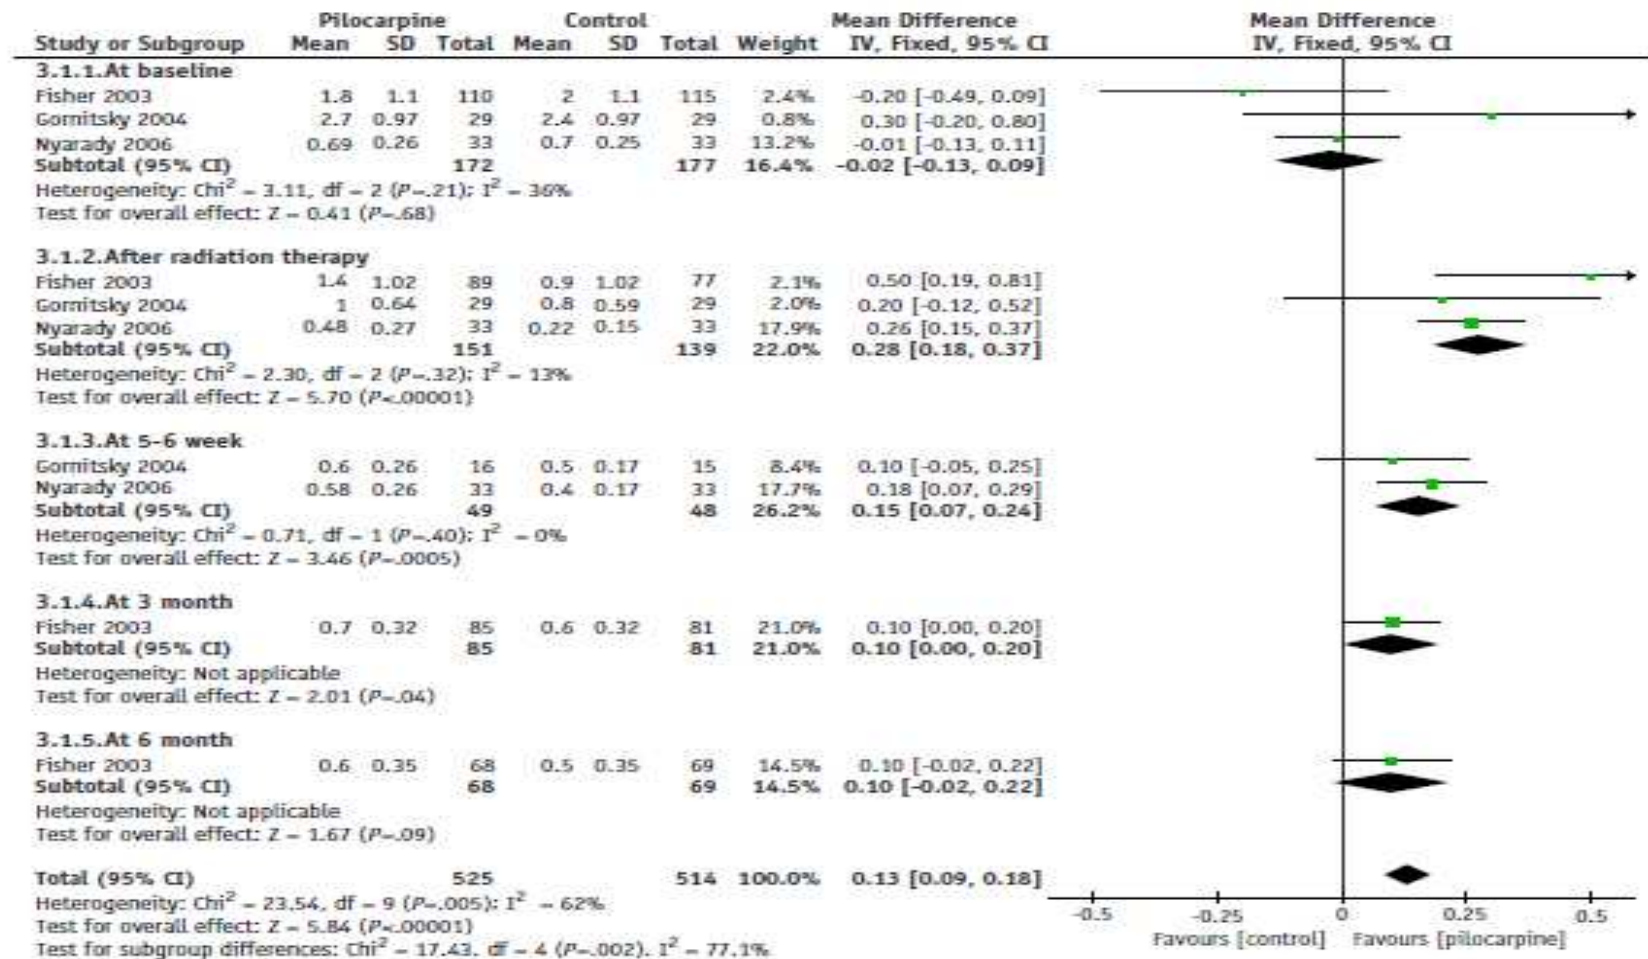 Pilocarpine Control Mean Difference Mean Difference
Study or Subgroup Mean SD Total Mean SD Total Weight IV, Fixed, 95% CI IV, Fixed, 95% CI
3.1.1.At baseline
Fisher 2003 1.8 1.1 110 2 1.1 115 2.4% -0.20 [-0.49, 0.09]
Gornitsky 2004 2.7 0.97 29 2.4 0.97 29 0.8% 0.30 [-0.20, 0.80]
Nyarady 2006 0.69 0.26 33 0.7 0.25 33 13.2% -0.01 [-0.13, 0.11]
Subtotal (95% CI) 172 177 16.4% -0.02 [-0.13, 0.09]
Heterogeneity: Chi² = 3.11, df = 2 (P=.21); I² = 36%
Test for overall effect: Z = 0.41 (P=.68)
3.1.2.After radiation therapy
Fisher 2003 1.4 1.02 89 0.9 1.02 77 2.1% 0.50 [0.19, 0.81]
Gornitsky 2004 1 0.64 29 0.8 0.59 29 2.0% 0.20 [-0.12, 0.52]
Nyarady 2006 0.48 0.27 33 0.22 0.15 33 17.9% 0.26 [0.15, 0.37]
Subtotal (95% CI) 151 139 22.0% 0.28 [0.18, 0.37]
Heterogeneity: Chi² = 2.30, df = 2 (P=.32); I² = 13%
Test for overall effect: Z = 5.70 (P<.00001)
3.1.3.At 5-6 week
Gornitsky 2004 0.6 0.26 16 0.5 0.17 15 8.4% 0.10 [-0.05, 0.25]
Nyarady 2006 0.58 0.26 33 0.4 0.17 33 17.7% 0.18 [0.07, 0.29]
Subtotal (95% CI) 49 48 26.2% 0.15 [0.07, 0.24]
Heterogeneity: Chi² = 0.71, df = 1 (P=.40); I² = 0%
Test for overall effect: Z = 3.46 (P=.0005)
3.1.4.At 3 month
Fisher 2003 0.7 0.32 85 0.6 0.32 81 21.0% 0.10 [0.00, 0.20]
Subtotal (95% CI) 85 81 21.0% 0.10 [0.00, 0.20]
Heterogeneity: Not applicable
Test for overall effect: Z = 2.01 (P=.04)
3.1.5.At 6 month
Fisher 2003 0.6 0.35 68 0.5 0.35 69 14.5% 0.10 [-0.02, 0.22]
Subtotal (95% CI) 68 69 14.5% 0.10 [-0.02, 0.22]
Heterogeneity: Not applicable
Test for overall effect: Z = 1.67 (P=.09)
Total (95% CI) 525 514 100.0% 0.13 [0.09, 0.18]
Heterogeneity: Chi² = 23.54, df = 9 (P=.005); I² = 62%
Test for overall effect: Z = 5.84 (P<.00001)
Test for subgroup differences: Chi² = 17.43, df = 4 (P=.002), I² = 77.1%
-0.5 -0.25 0 0.25 0.5
Favours [control] Favours [pilocarpine]